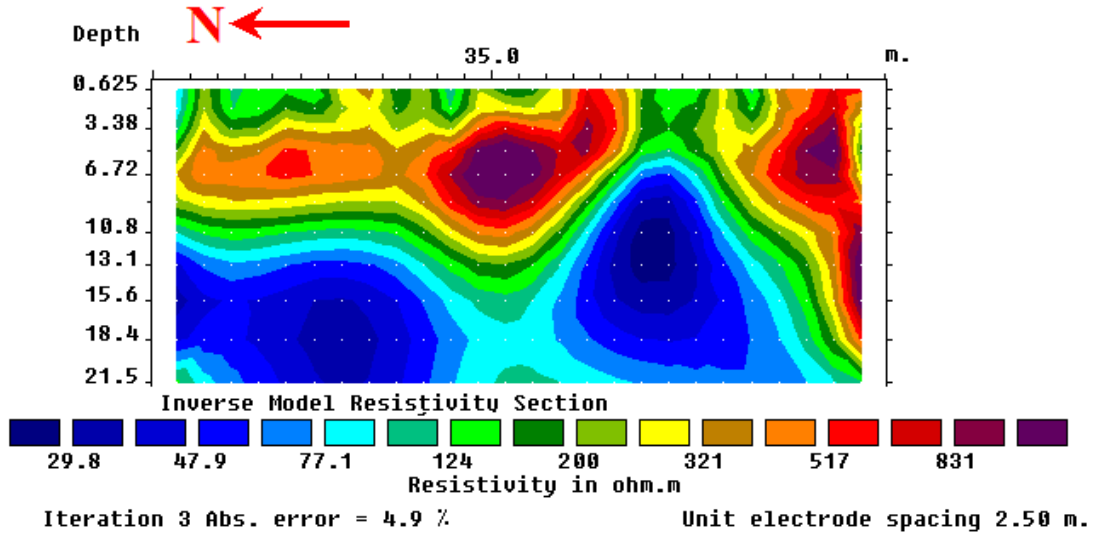 N
Depth
35.0 m.
0.625
3.38
6.72
10.8
13.1
15.6
18.4
21.5
Inverse Model Resistivity Section
29.8 47.9 77.1 124 200 321 517 831
Resistivity in ohm.m
Iteration 3 Abs. error = 4.9 % Unit electrode spacing 2.50 m.